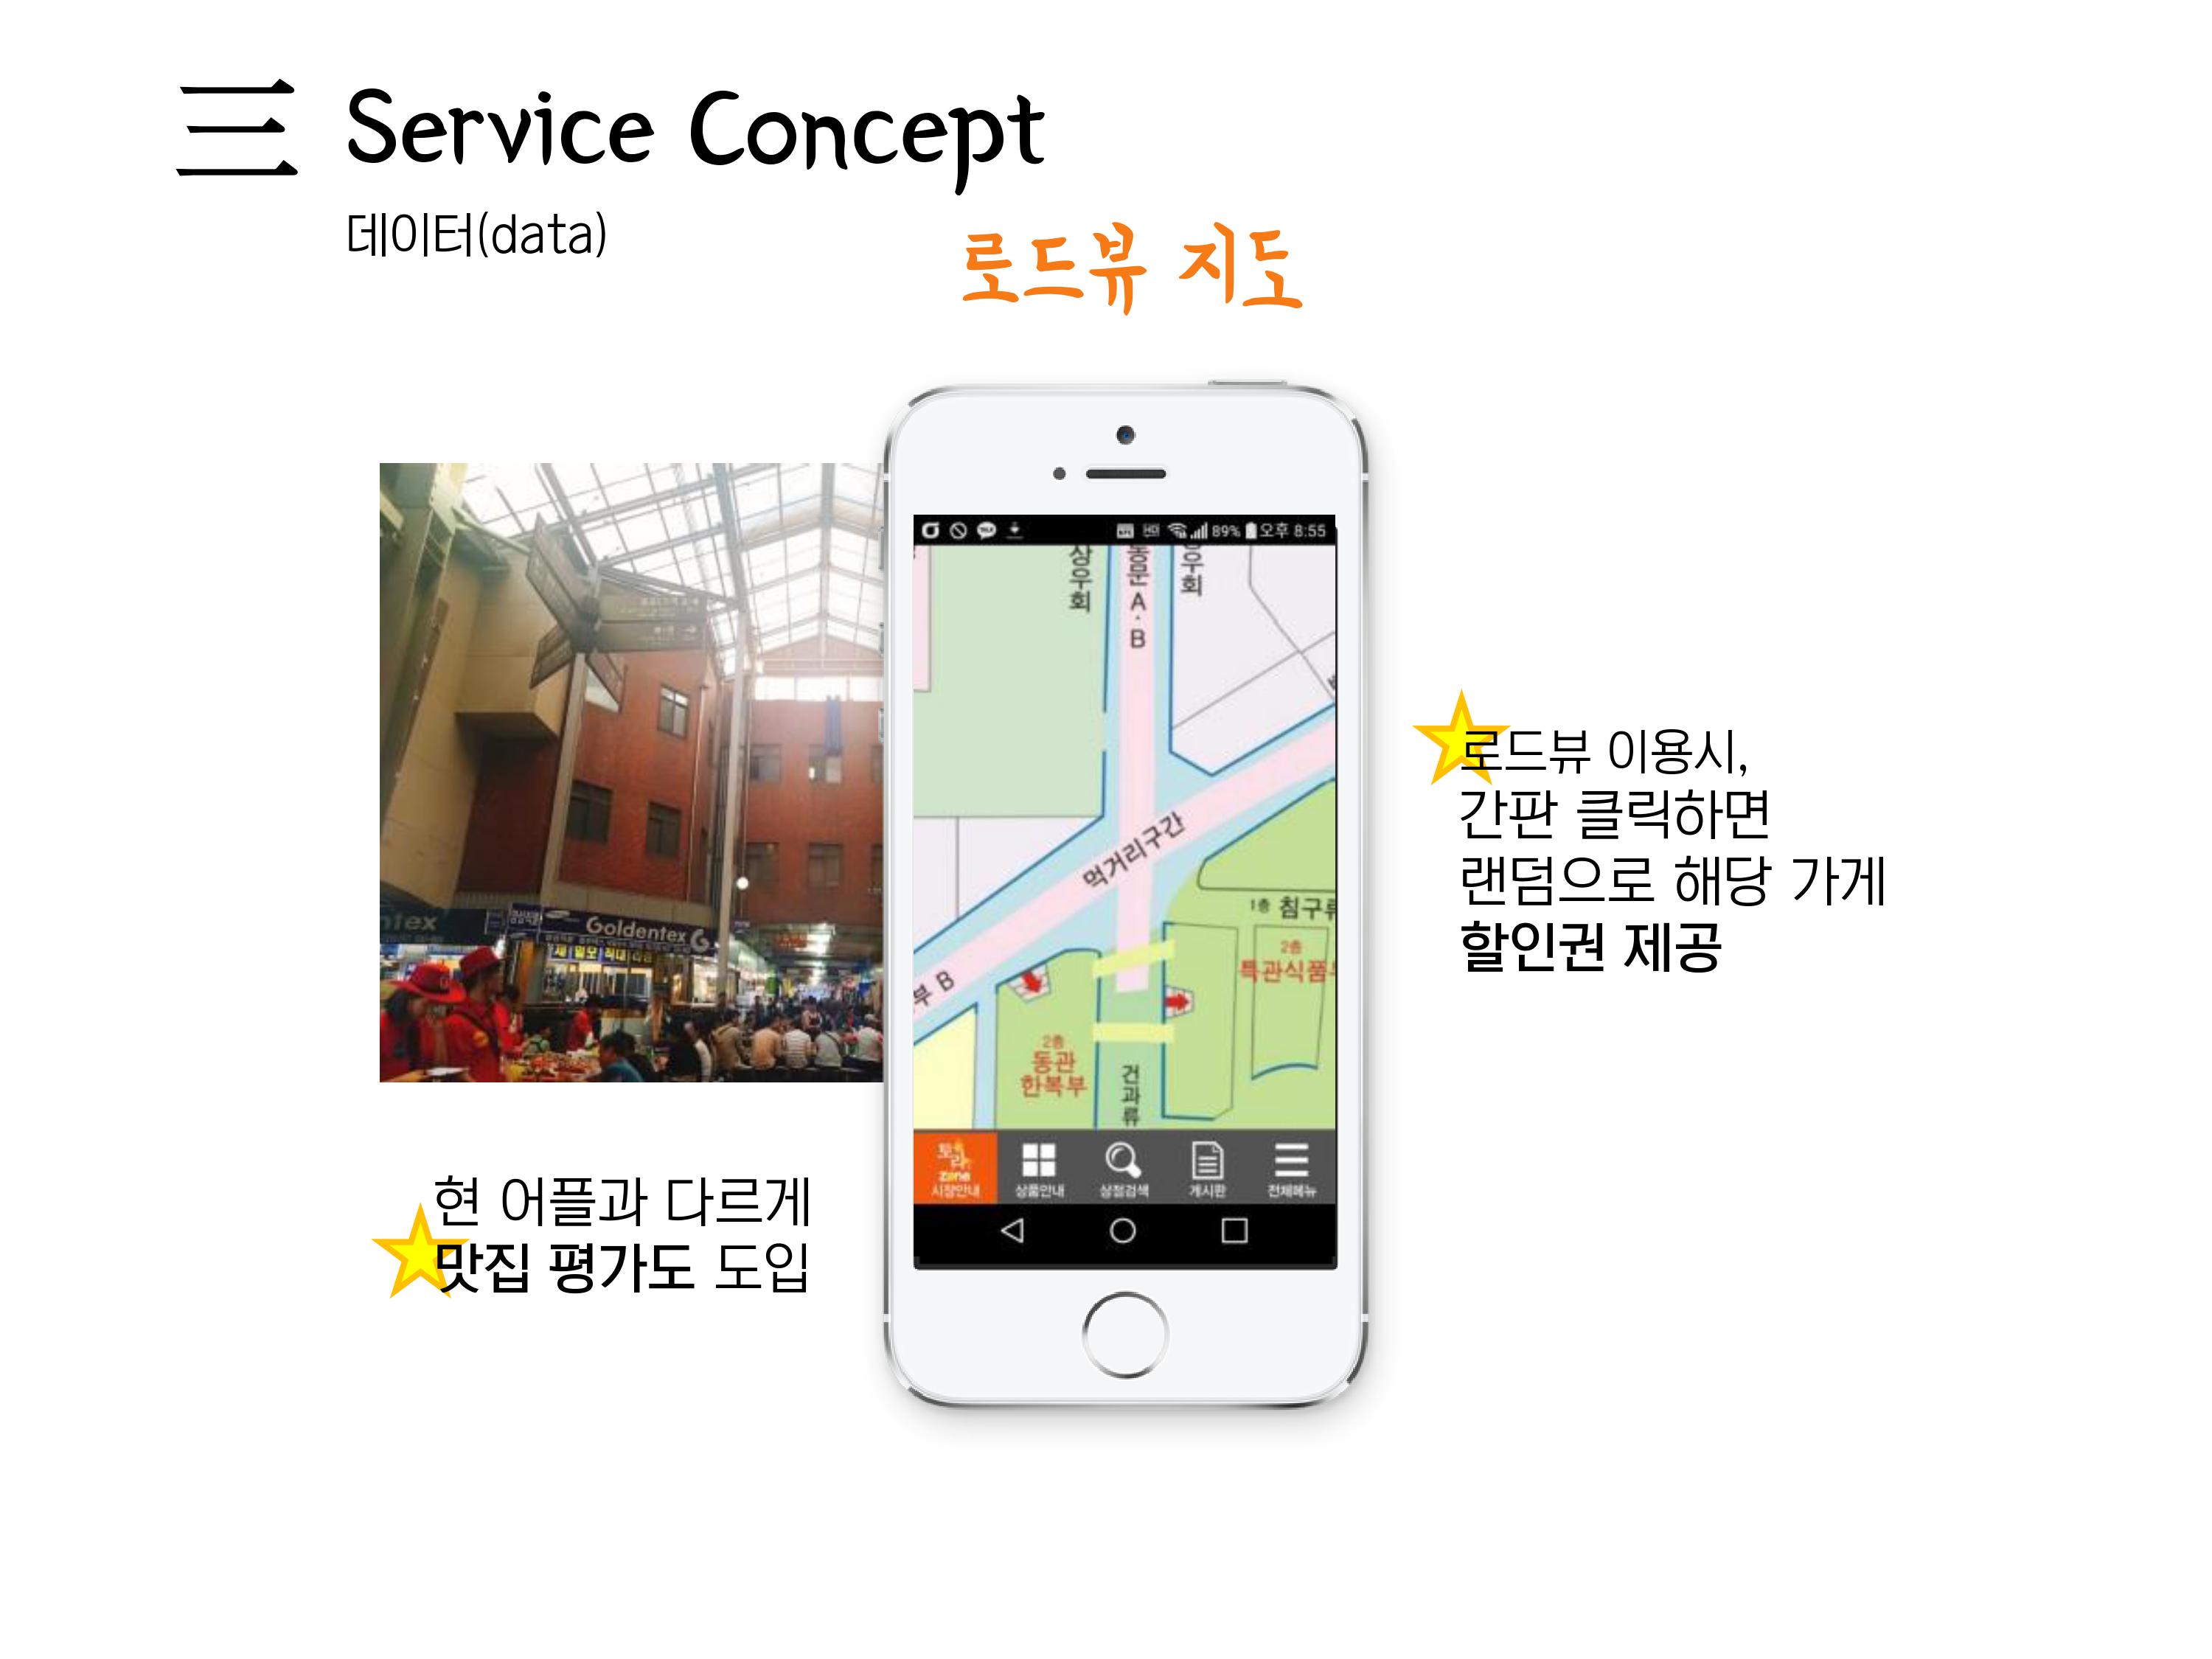 三 Service Concept
데이터(data)
로드뷰 지도
89% 오후 8:55
상우회
동문 A·B
우회
먹거리구간
1층 침구류
2층
특관식품부
부 B
2층
동관
한복부
건과류
Goldentex
ntex
토라
zone
시장안내
상품안내
상점검색
게시판
전체메뉴
로드뷰 이용시,
간판 클릭하면
랜덤으로 해당 가게
할인권 제공
현 어플과 다르게
맛집 평가도 도입